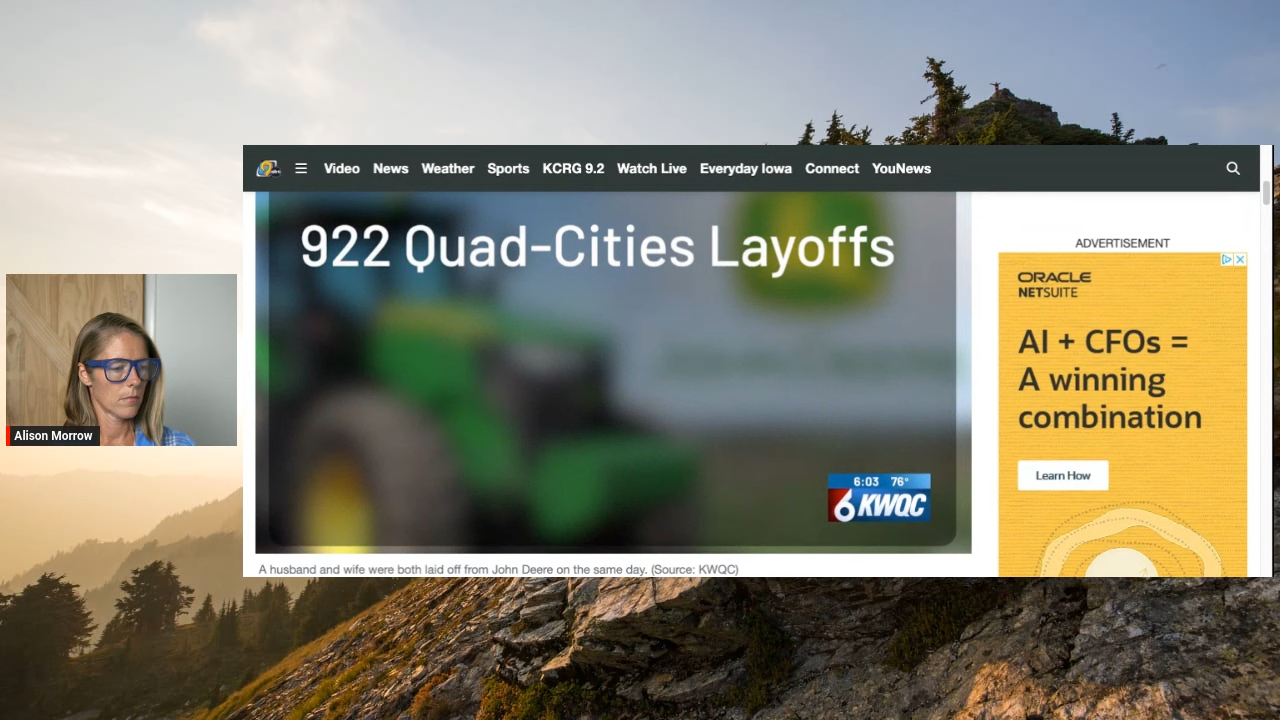 Video News Weather Sports KCRG 9.2 Watch Live Everyday Iowa Connect YouNews
922 Quad-Cities Layoffs
6:03 76°
6 KWQC
A husband and wife were both laid off from John Deere on the same day. (Source: KWQC)
ADVERTISEMENT
ORACLE
NETSUITE
AI + CFOs =
A winning
combination
Learn How
Alison Morrow